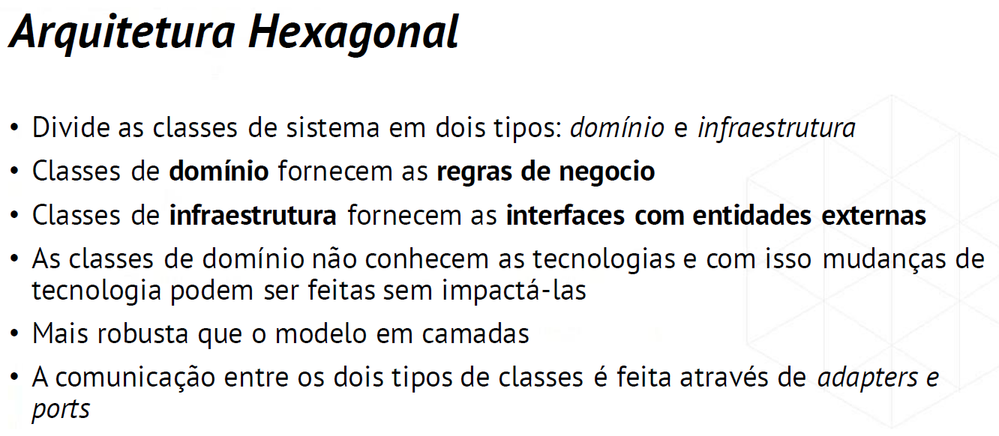 Arquitetura Hexagonal
• Divide as classes de sistema em dois tipos: domínio e infraestrutura
• Classes de domínio fornecem as regras de negocio
• Classes de infraestrutura fornecem as interfaces com entidades externas
• As classes de domínio não conhecem as tecnologias e com isso mudanças de
tecnologia podem ser feitas sem impactá-las
• Mais robusta que o modelo em camadas
• A comunicação entre os dois tipos de classes é feita através de adapters e
ports